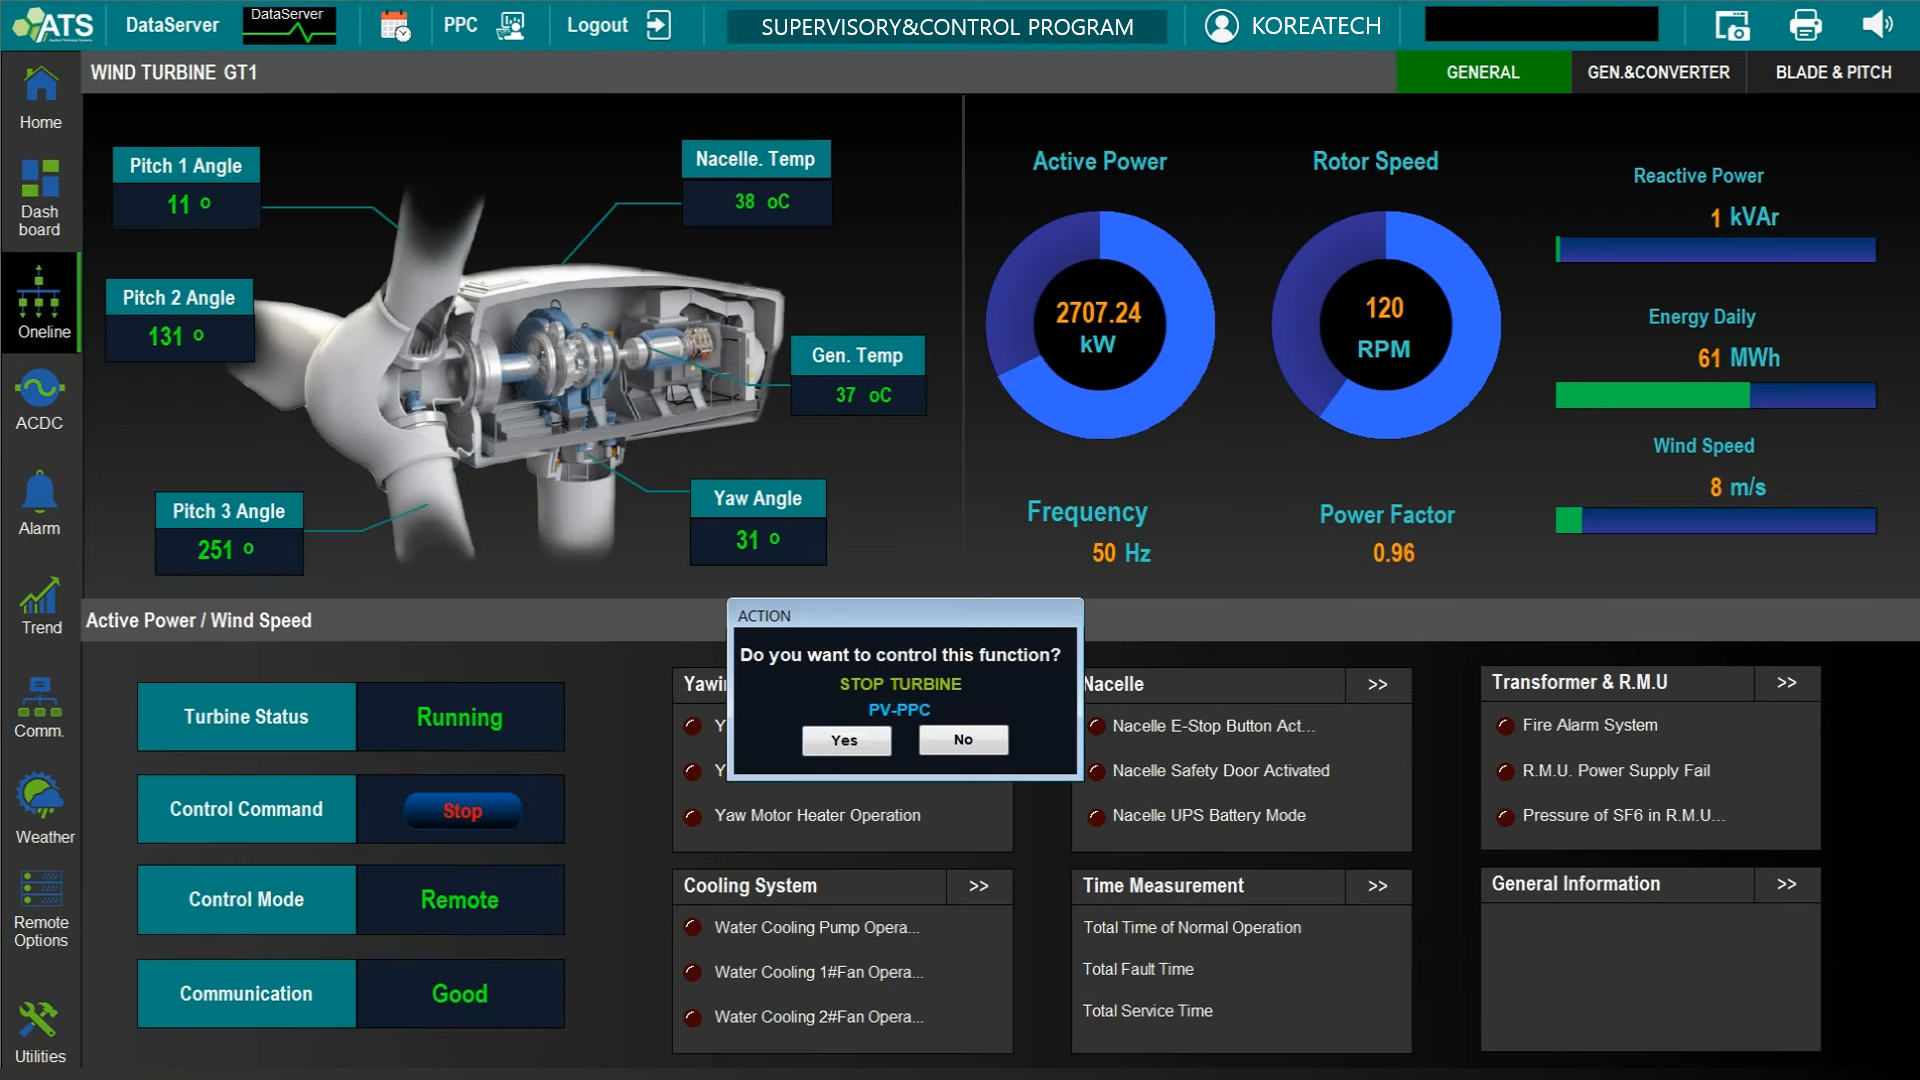 ATS
DataServer
DataServer
PPC
Logout
SUPERVISORY&CONTROL PROGRAM
KOREATECH
WIND TURBINE GT1
GENERAL
GEN.&CONVERTER
BLADE & PITCH
Home
Dash
board
Oneline
ACDC
Alarm
Trend
Comm.
Weather
Remote
Options
Utilities
Pitch 1 Angle
11 o
Pitch 2 Angle
131 o
Pitch 3 Angle
251 o
Nacelle. Temp
38 oC
Gen. Temp
37 oC
Yaw Angle
31 o
Active Power
2707.24
kW
Rotor Speed
120
RPM
Frequency
50 Hz
Power Factor
0.96
Reactive Power
1 kVAr
Energy Daily
61 MWh
Wind Speed
8 m/s
Active Power / Wind Speed
ACTION
Do you want to control this function?
STOP TURBINE
PV-PPC
Yes
No
Turbine Status
Running
Control Command
Stop
Control Mode
Remote
Communication
Good
Yawi
Y
Y
Yaw Motor Heater Operation
Nacelle
>>
Nacelle E-Stop Button Act...
Nacelle Safety Door Activated
Nacelle UPS Battery Mode
Transformer & R.M.U
>>
Fire Alarm System
R.M.U. Power Supply Fail
Pressure of SF6 in R.M.U...
Cooling System
>>
Water Cooling Pump Opera...
Water Cooling 1#Fan Opera...
Water Cooling 2#Fan Opera...
Time Measurement
>>
Total Time of Normal Operation
Total Fault Time
Total Service Time
General Information
>>